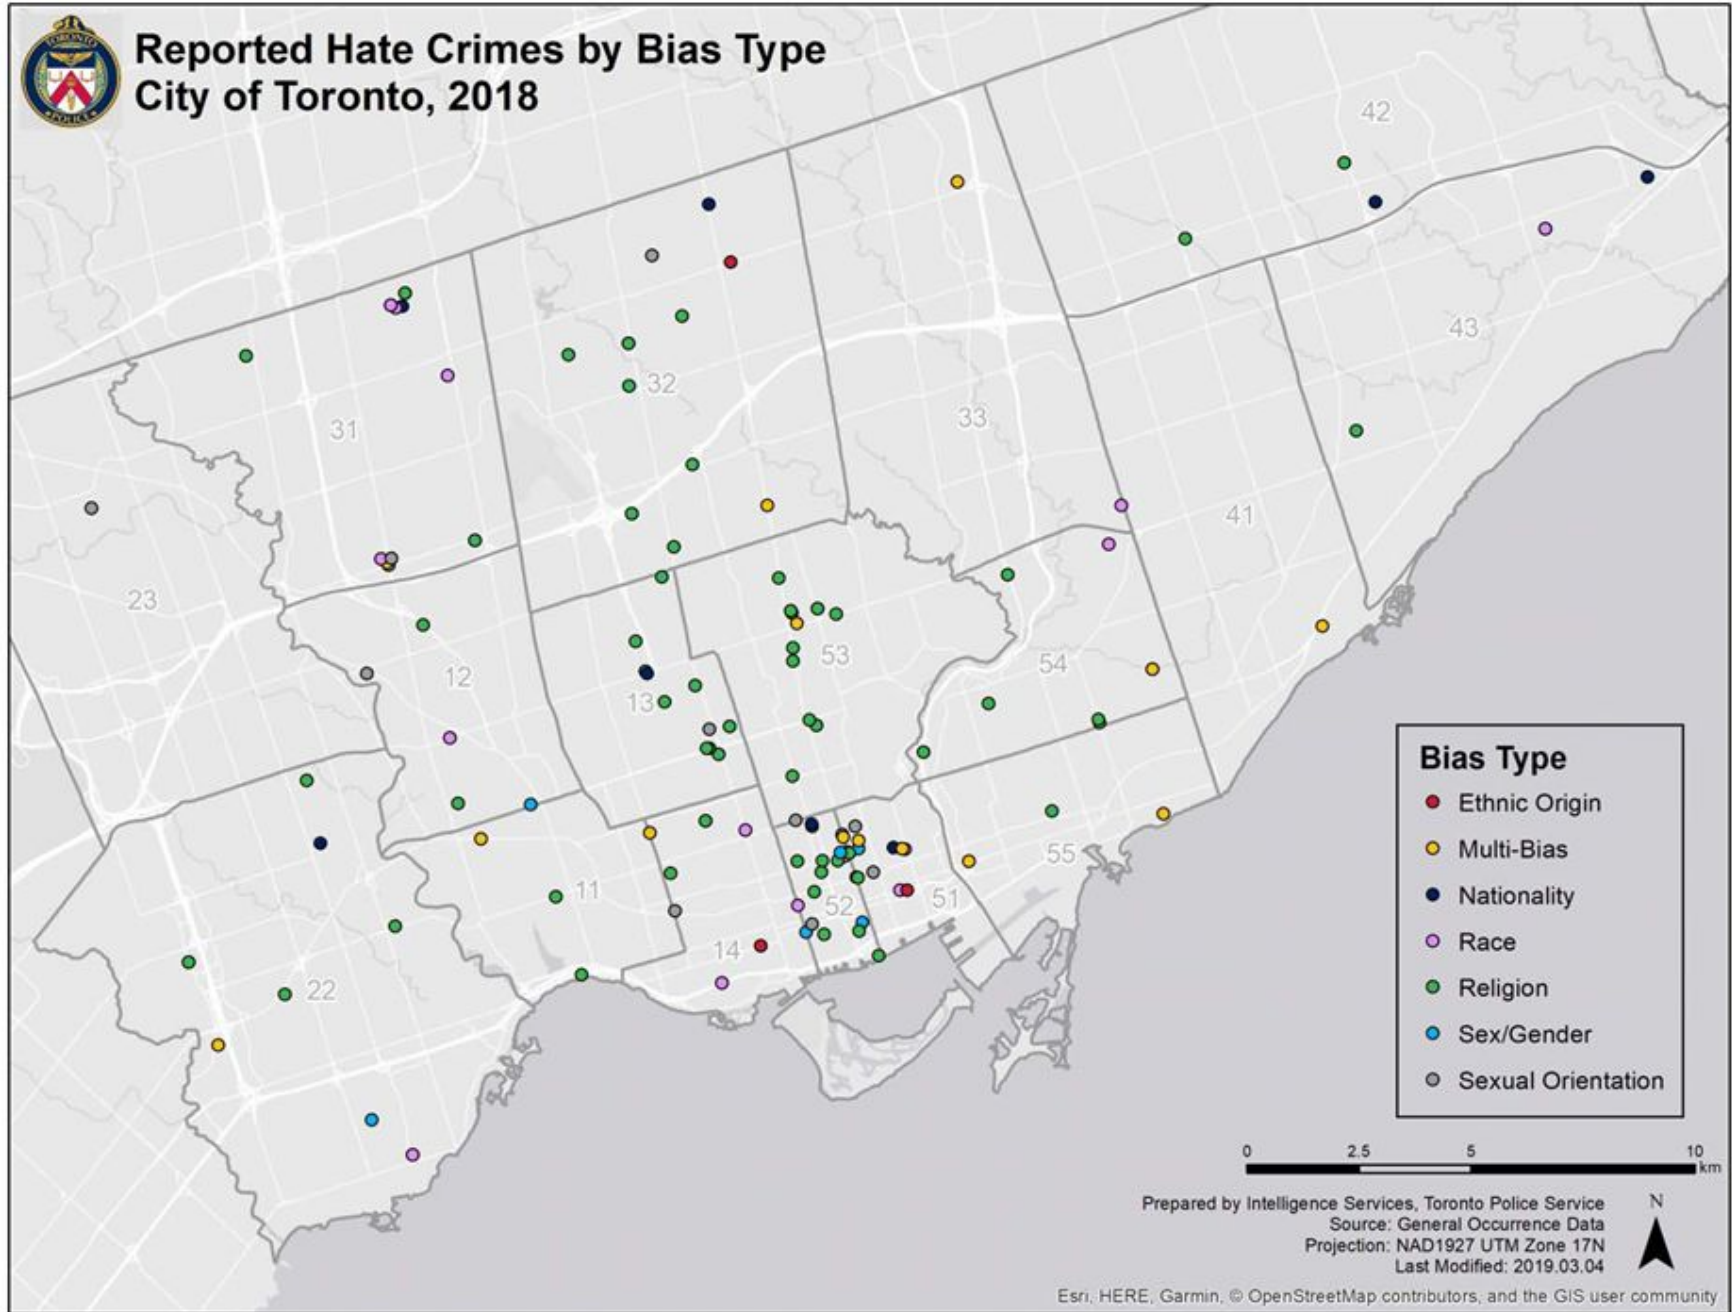 TORONTO
POLICE
Reported Hate Crimes by Bias Type
City of Toronto, 2018
42
43
32
33
31
41
23
53
54
12
13
Bias Type
Ethnic Origin
Multi-Bias
Nationality
Race
Religion
Sex/Gender
Sexual Orientation
55
11
51
52
14
22
0 2.5 5 10
km
Prepared by Intelligence Services, Toronto Police Service
Source: General Occurrence Data
Projection: NAD1927 UTM Zone 17N
Last Modified: 2019.03.04
N
Esri, HERE, Garmin, © OpenStreetMap contributors, and the GIS user community